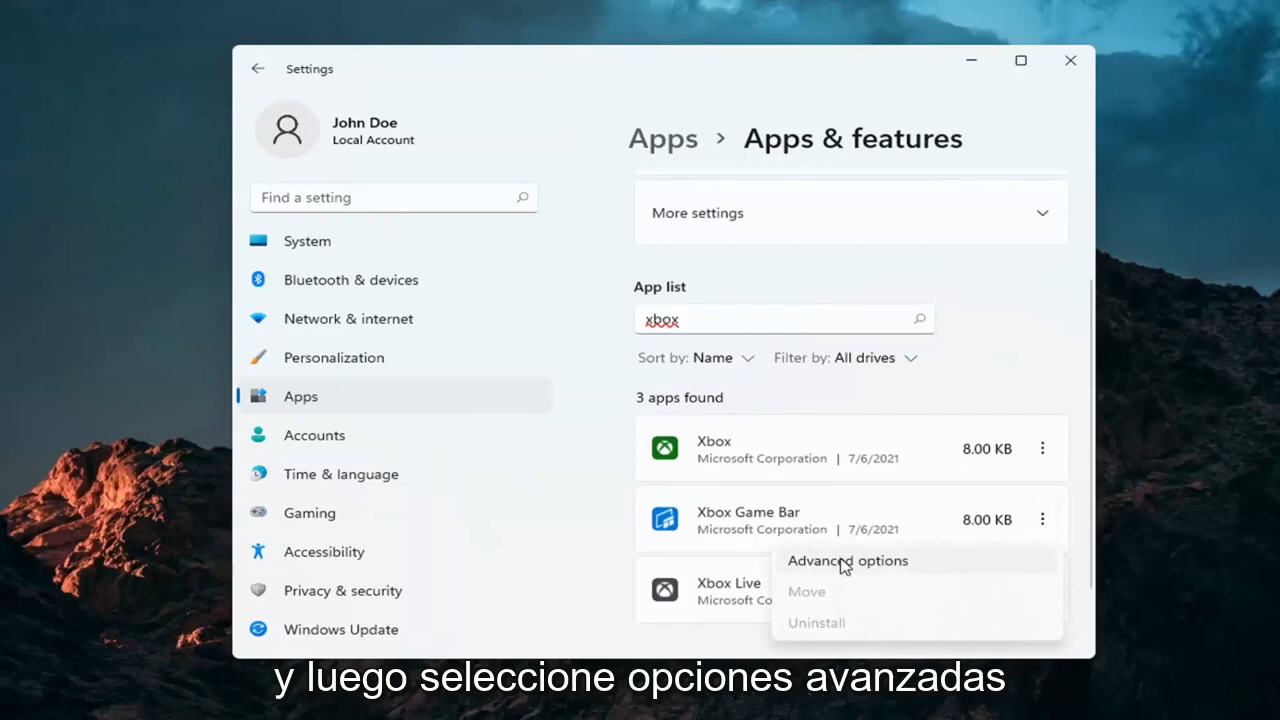 Settings
John Doe
Local Account
Find a setting
System
Bluetooth & devices
Network & internet
Personalization
Apps
Accounts
Time & language
Gaming
Accessibility
Privacy & security
Windows Update
Apps > Apps & features
More settings
App list
xbox
Sort by: Name Filter by: All drives
3 apps found
Xbox
Microsoft Corporation | 7/6/2021
8.00 KB
Xbox Game Bar
Microsoft Corporation | 7/6/2021
8.00 KB
Xbox Live
Microsoft Co
Advanced options
Move
Uninstall
y luego seleccione opciones avanzadas